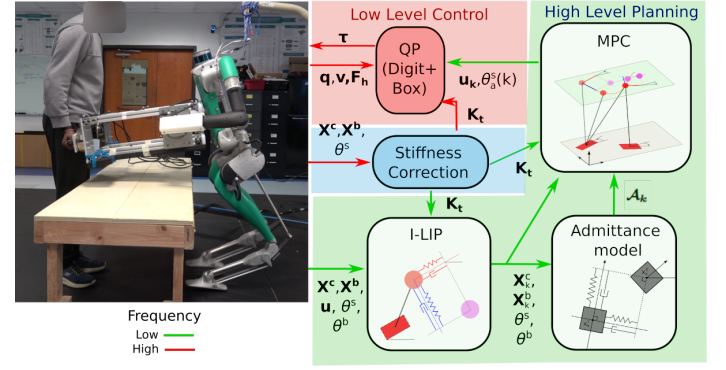 Low Level Control
High Level Planning
τ
q,v,F_h
QP
(Digit+
Box)
u_k,θ_a^s(k)
MPC
K_t
X^c,X^b,
θ^s
Stiffness
Correction
K_t
K_t
𝒜_k
I-LIP
Admittance
model
X^c,X^b,
u, θ^s,
θ^b
X_k^c,
X_k^b,
θ^s,
θ^b
Frequency
Low
High